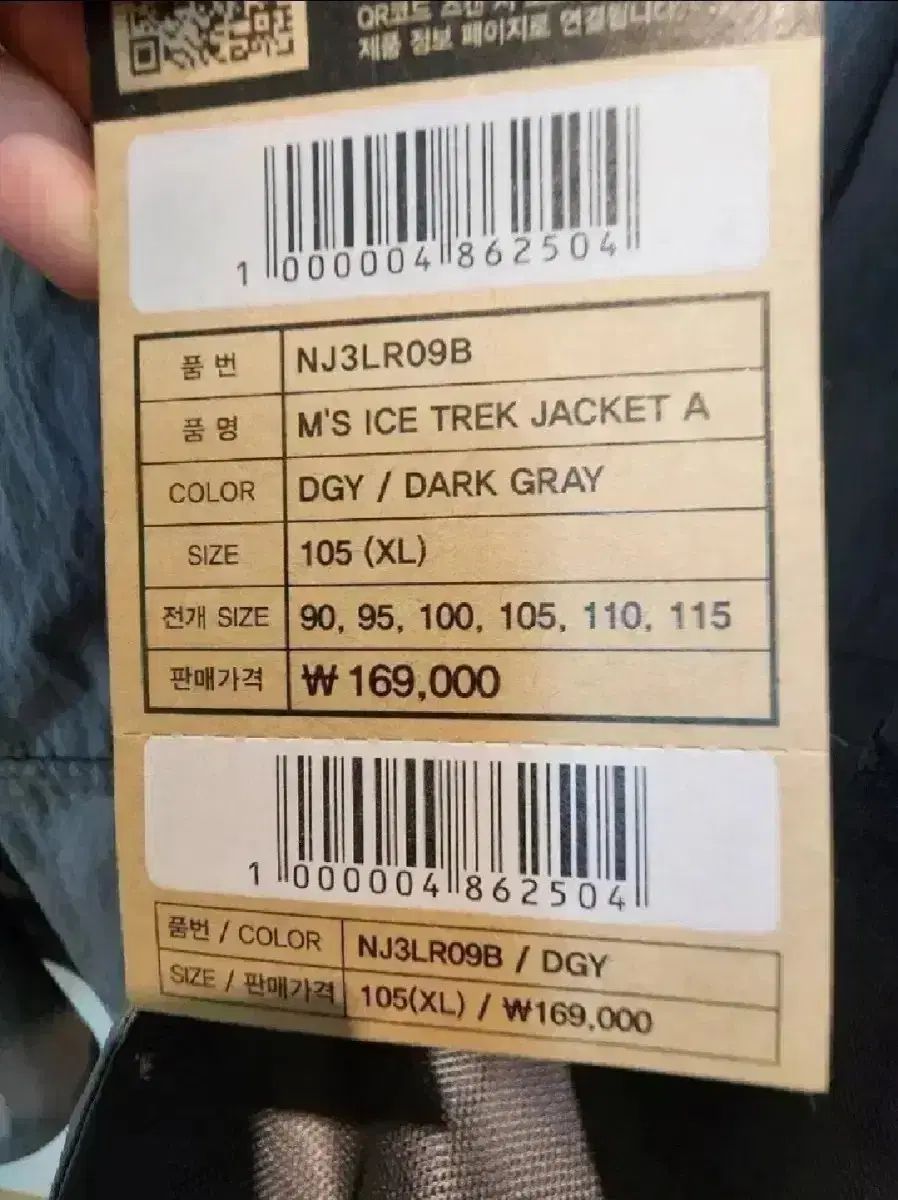 QR코드 스캔 시
제품 정보 페이지로 연결됩니다.
1 000004 862504
품 번 NJ3LR09B
품 명 M'S ICE TREK JACKET A
COLOR DGY / DARK GRAY
SIZE 105 (XL)
전개 SIZE 90, 95, 100, 105, 110, 115
판매가격 ₩ 169,000
1 000004 862504
품번 / COLOR NJ3LR09B / DGY
SIZE / 판매가격 105(XL) / ₩169,000